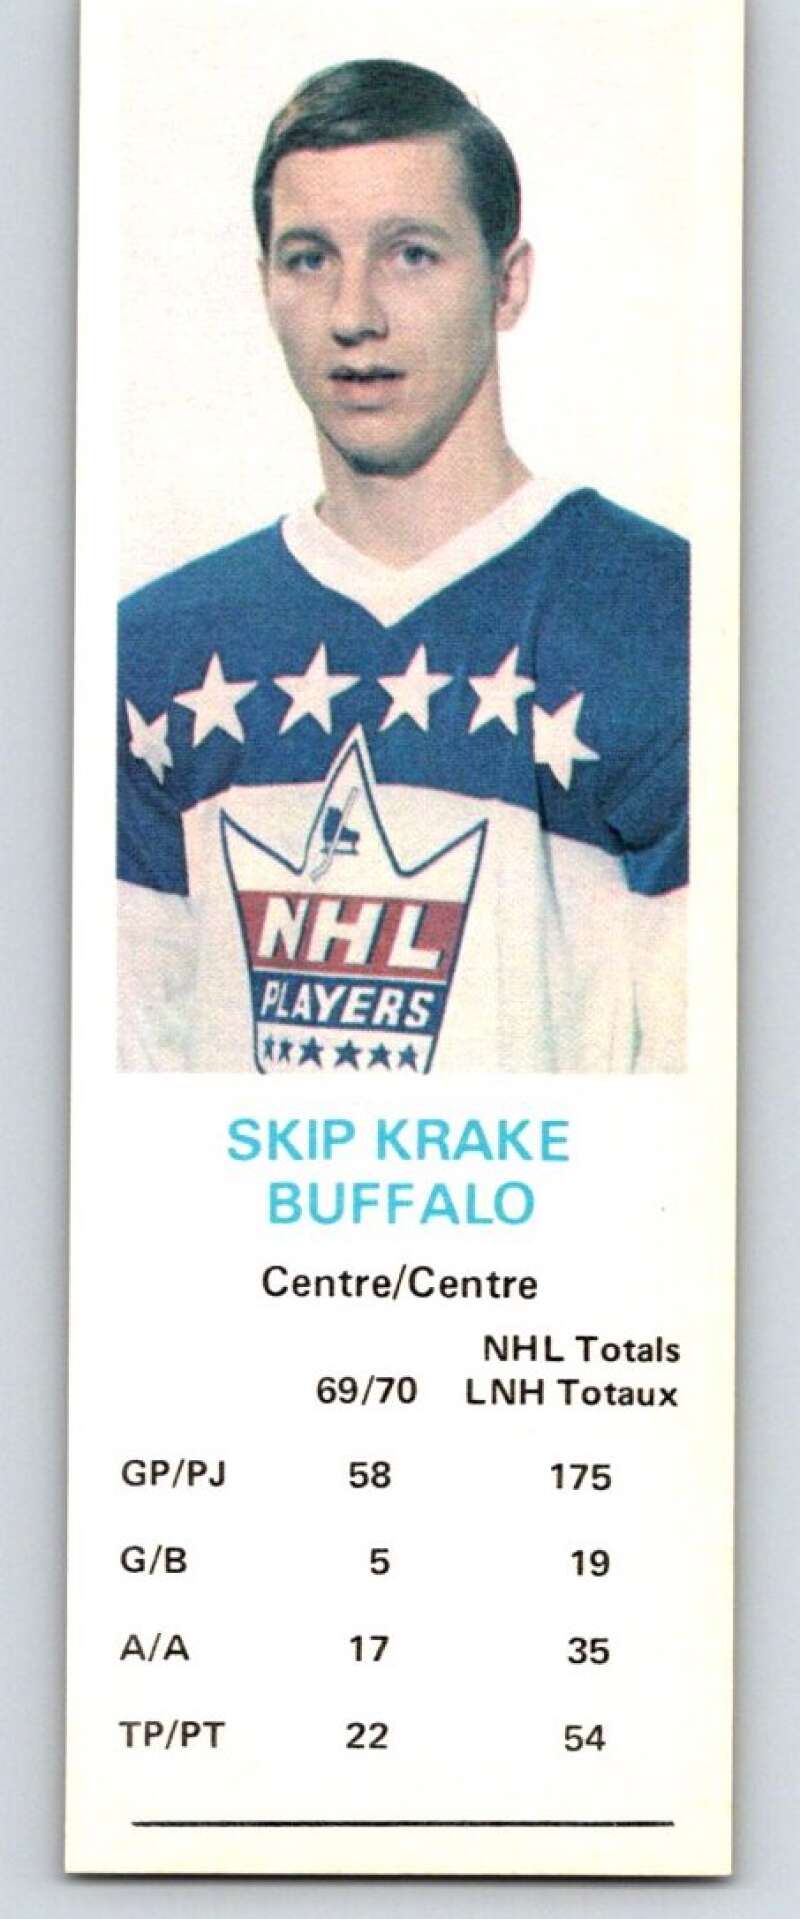 NHL
PLAYERS
SKIP KRAKE
BUFFALO
Centre/Centre
NHL Totals
69/70 LNH Totaux
GP/PJ 58 175
G/B 5 19
A/A 17 35
TP/PT 22 54